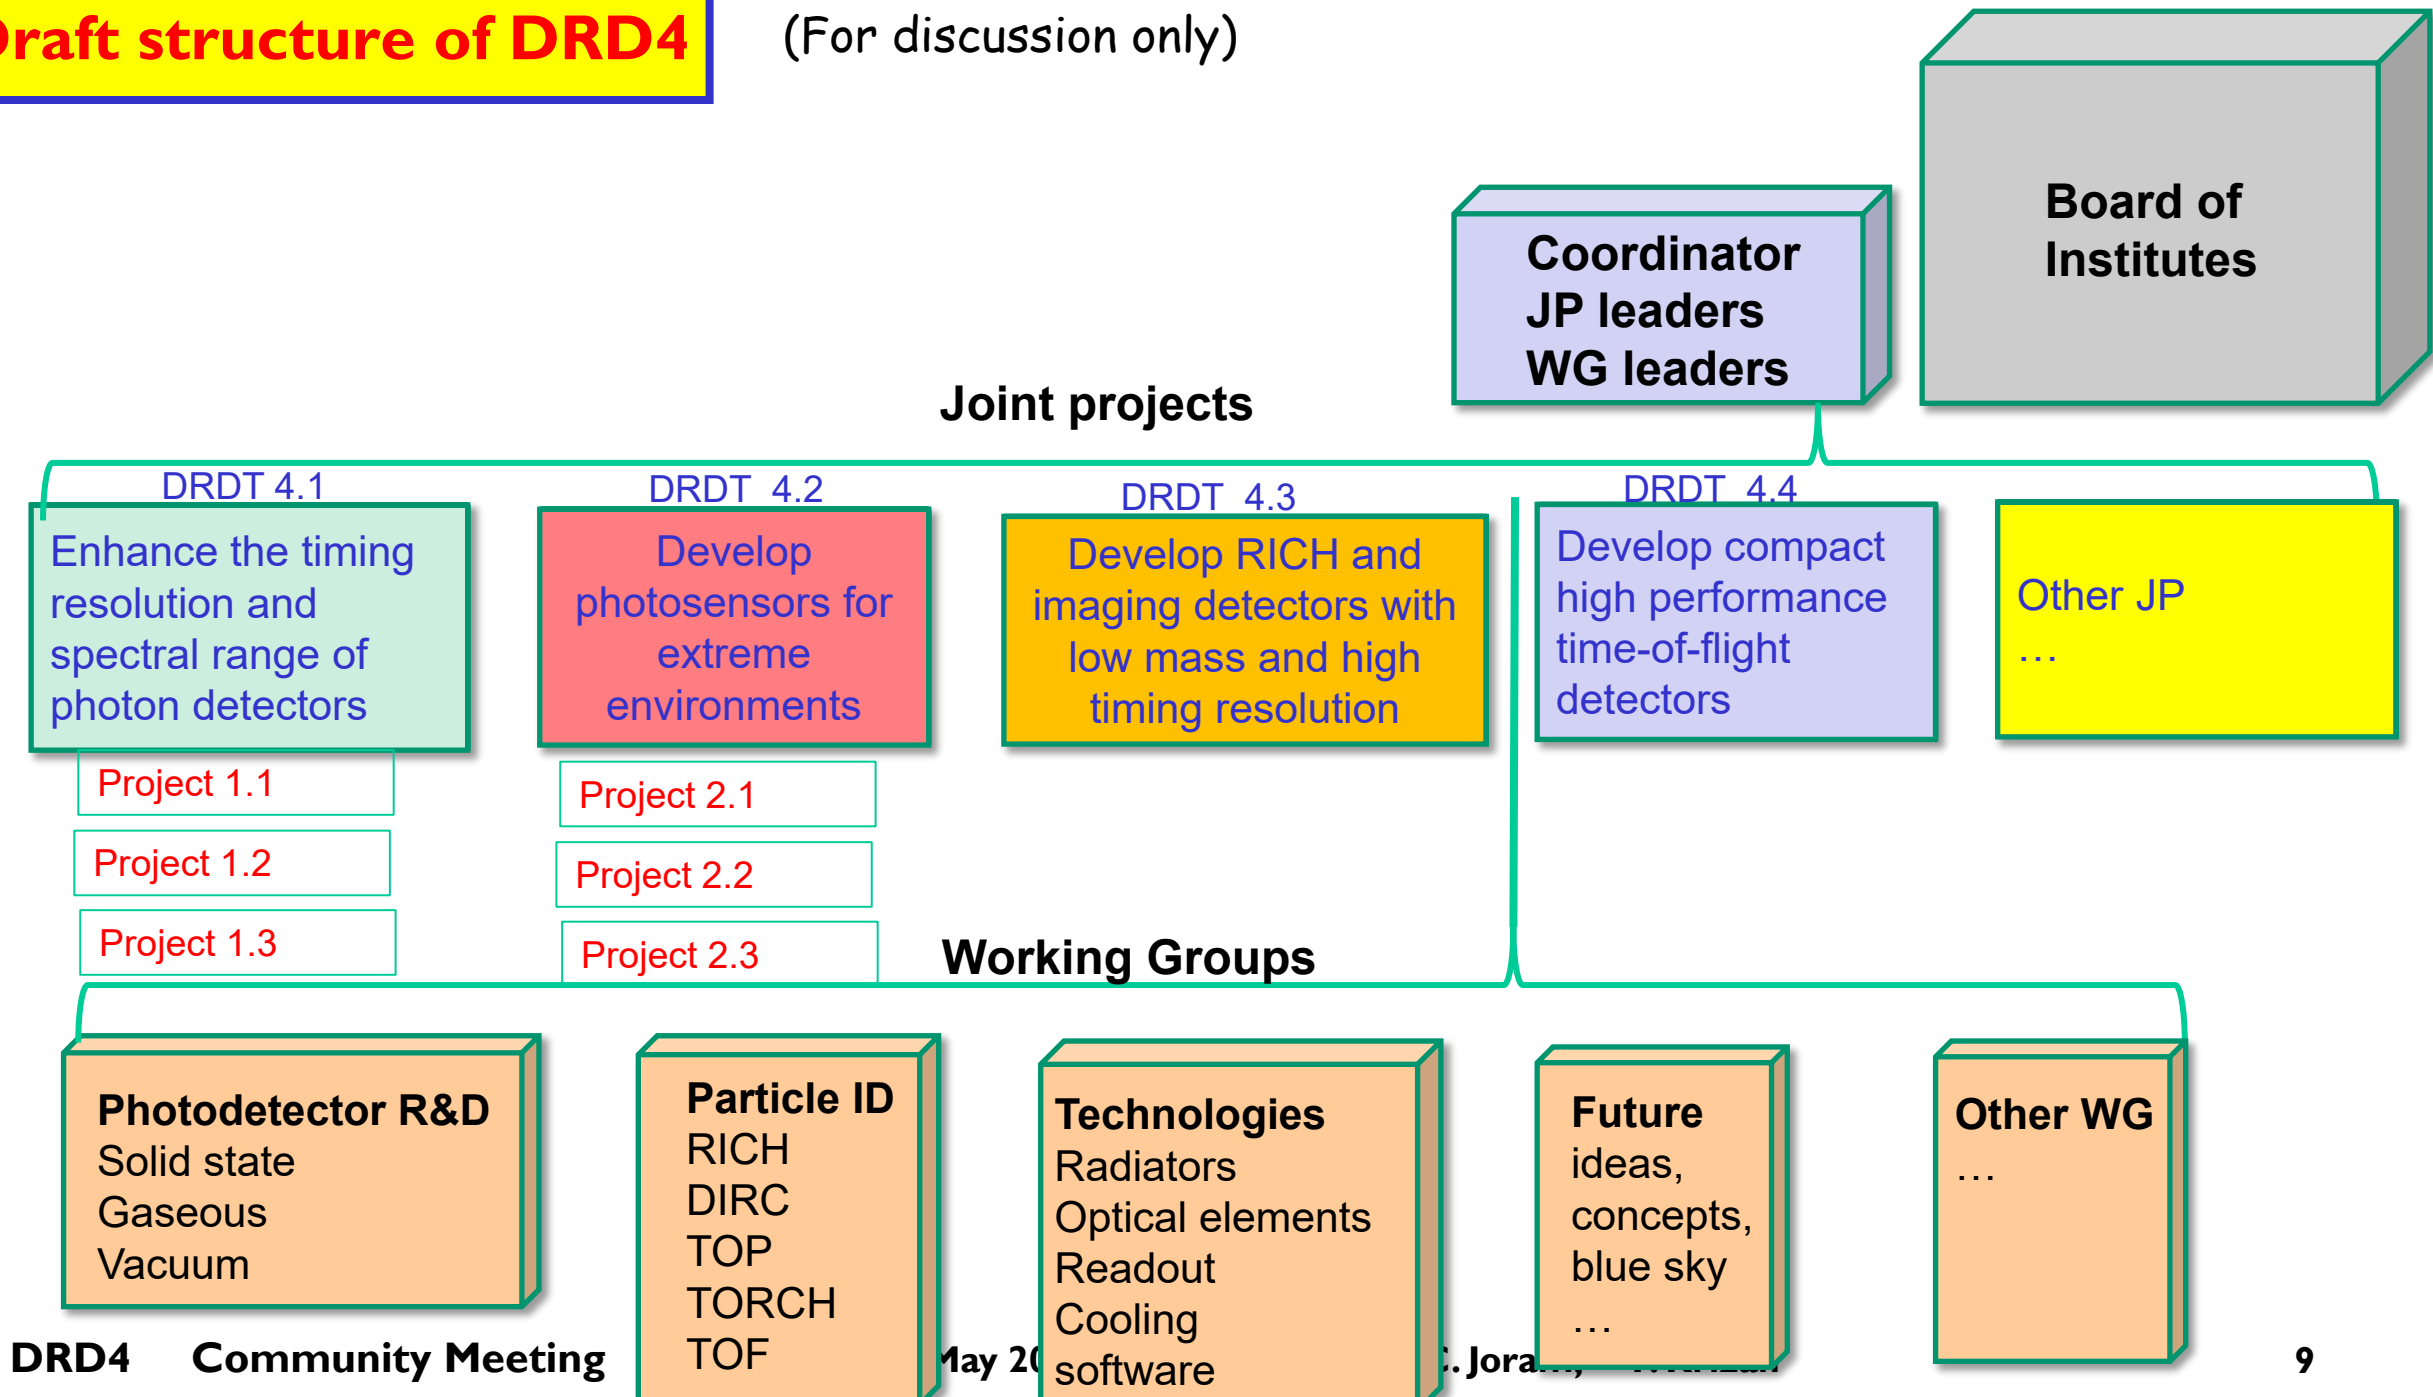 Draft structure of DRD4
(For discussion only)
Board of
Institutes
Coordinator
JP leaders
WG leaders
Joint projects
DRDT 4.1
Enhance the timing
resolution and
spectral range of
photon detectors
Project 1.1
Project 1.2
Project 1.3
DRDT 4.2
Develop
photosensors for
extreme
environments
Project 2.1
Project 2.2
Project 2.3
DRDT 4.3
Develop RICH and
imaging detectors with
low mass and high
timing resolution
DRDT 4.4
Develop compact
high performance
time-of-flight
detectors
Other JP
…
Working Groups
Photodetector R&D
Solid state
Gaseous
Vacuum
Particle ID
RICH
DIRC
TOP
TORCH
TOF
Technologies
Radiators
Optical elements
Readout
Cooling
software
Future
ideas,
concepts,
blue sky
…
Other WG
…
DRD4 Community Meeting May C. Joram, 9